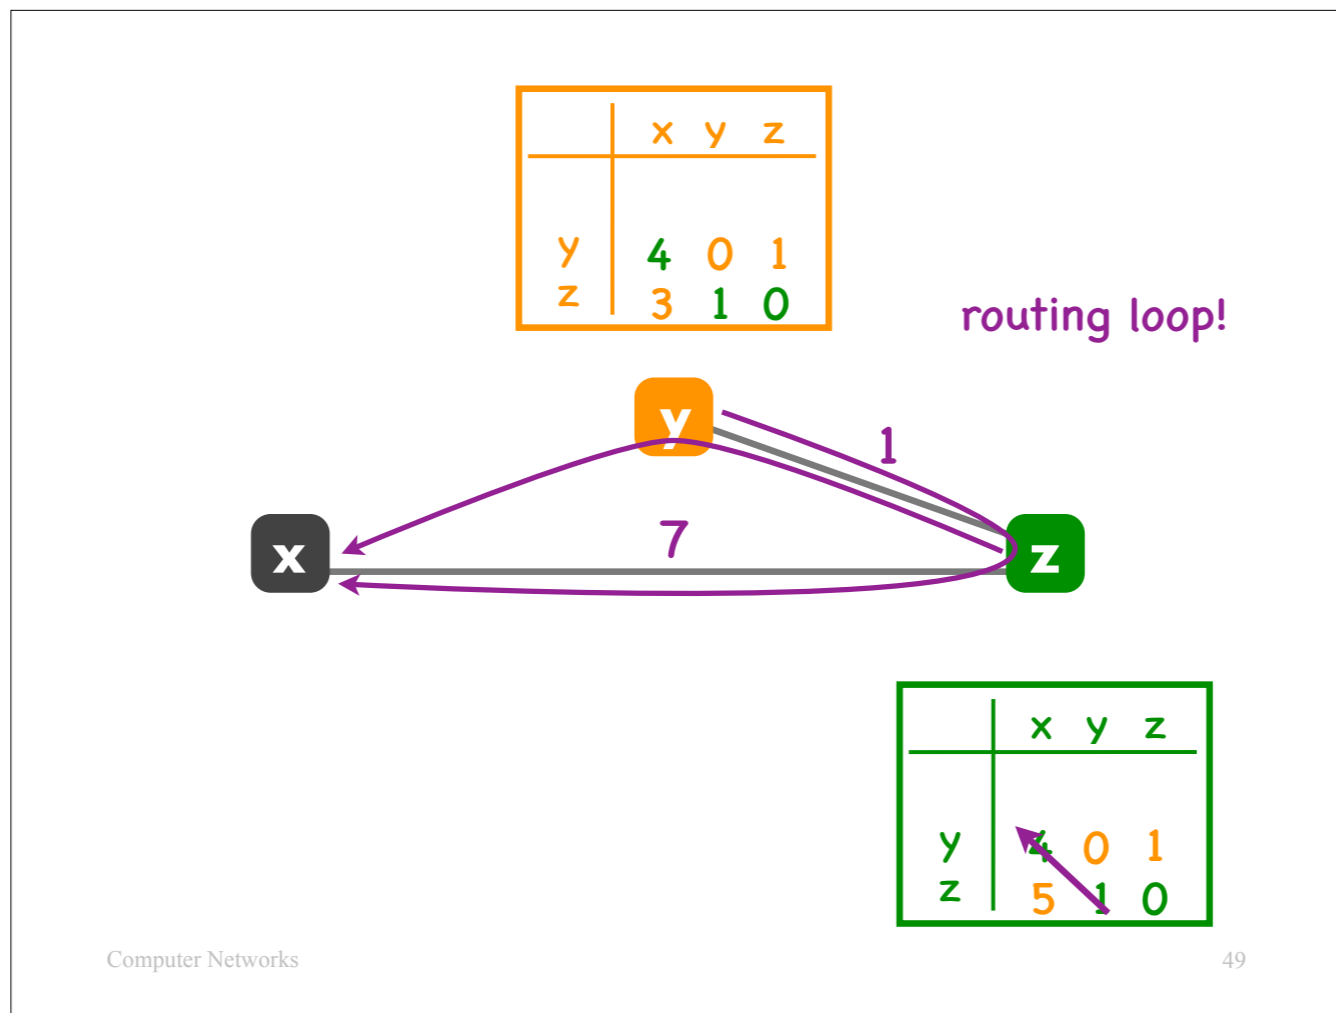 x y z
y 4 0 1
z 3 1 0
routing loop!
y
1
7
x
z
x y z
y 4 0 1
z 5 1 0
Computer Networks
49